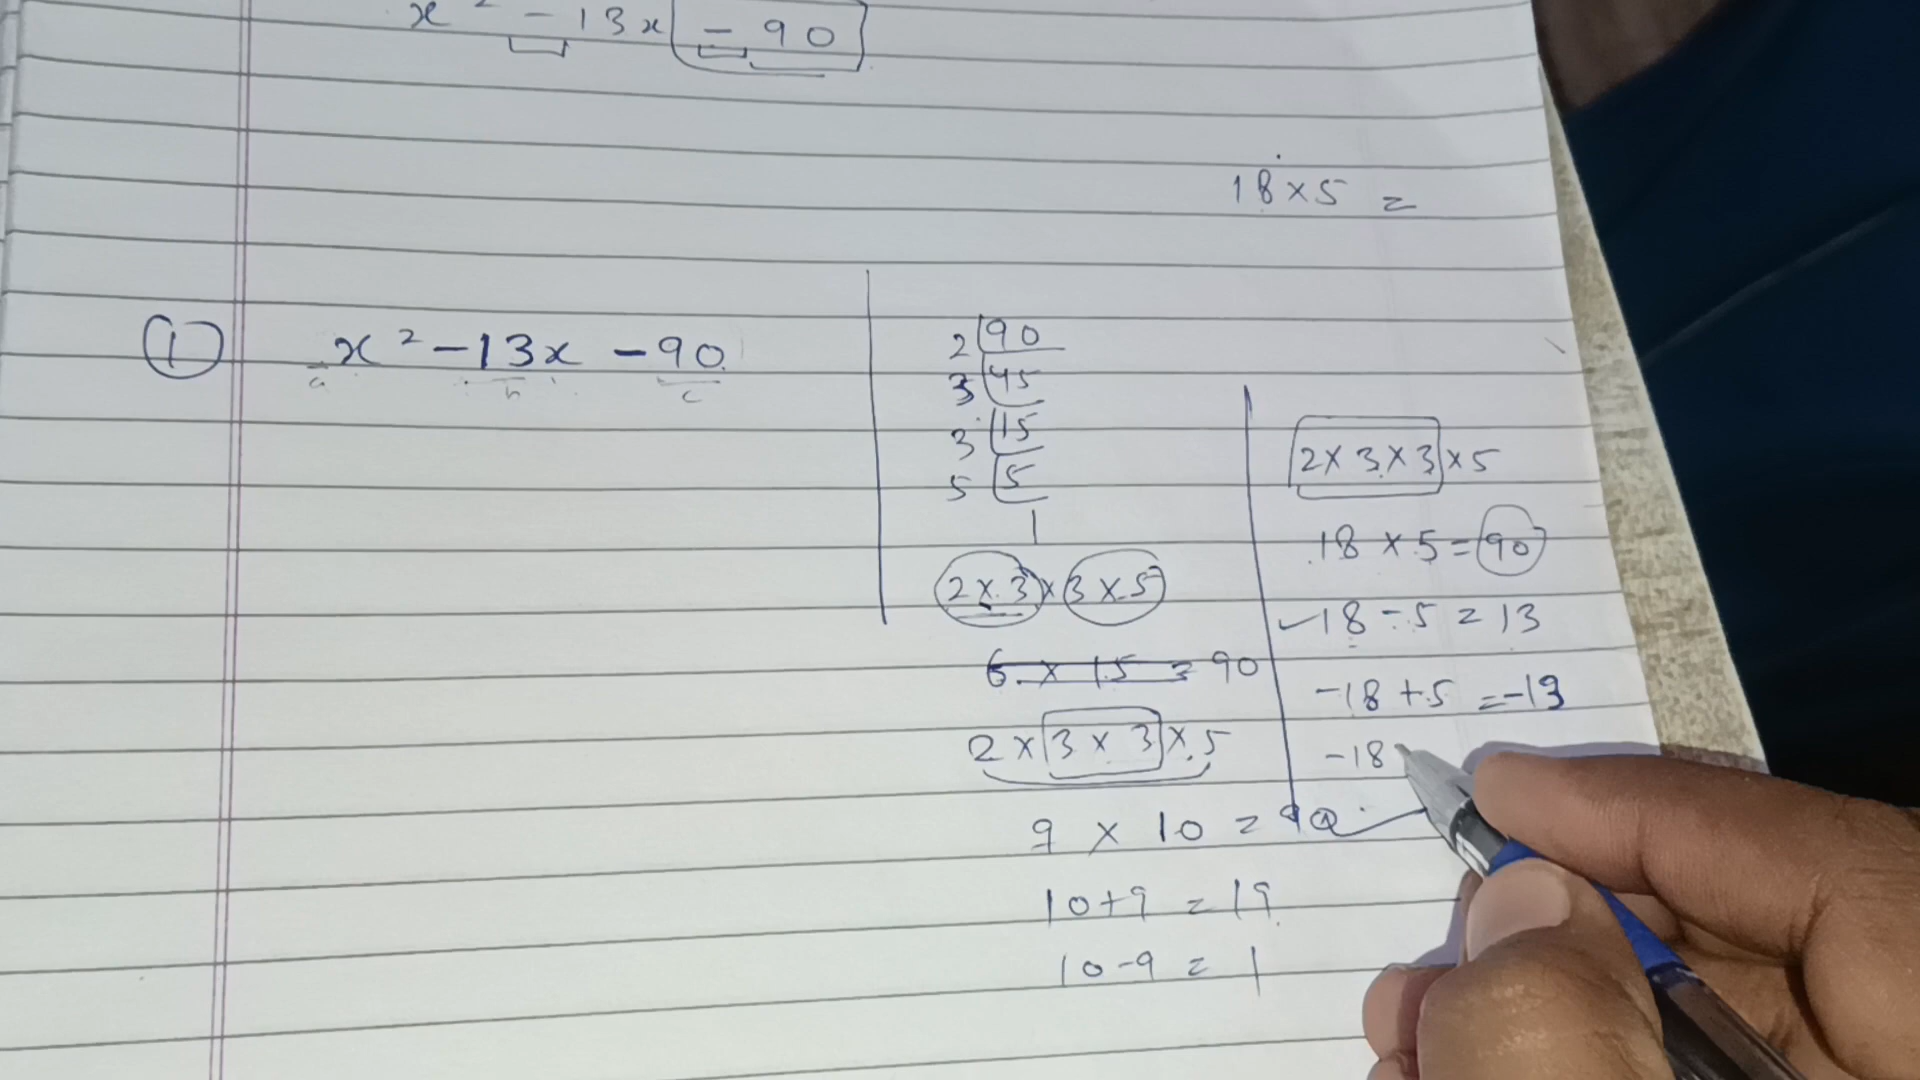 x² - 13x - 90
18 × 5 =
① x² - 13x - 90
a b c
2 | 90
3 | 45
3 | 15
5 | 5
1
2 × 3 × 3 × 5
6 × 15 = 90
2 × 3 × 3 × 5
9 × 10 = 90
10 + 9 = 19
10 - 9 = 1
2 × 3 × 3 × 5
18 × 5 = 90
18 - 5 = 13
-18 + 5 = -13
-18